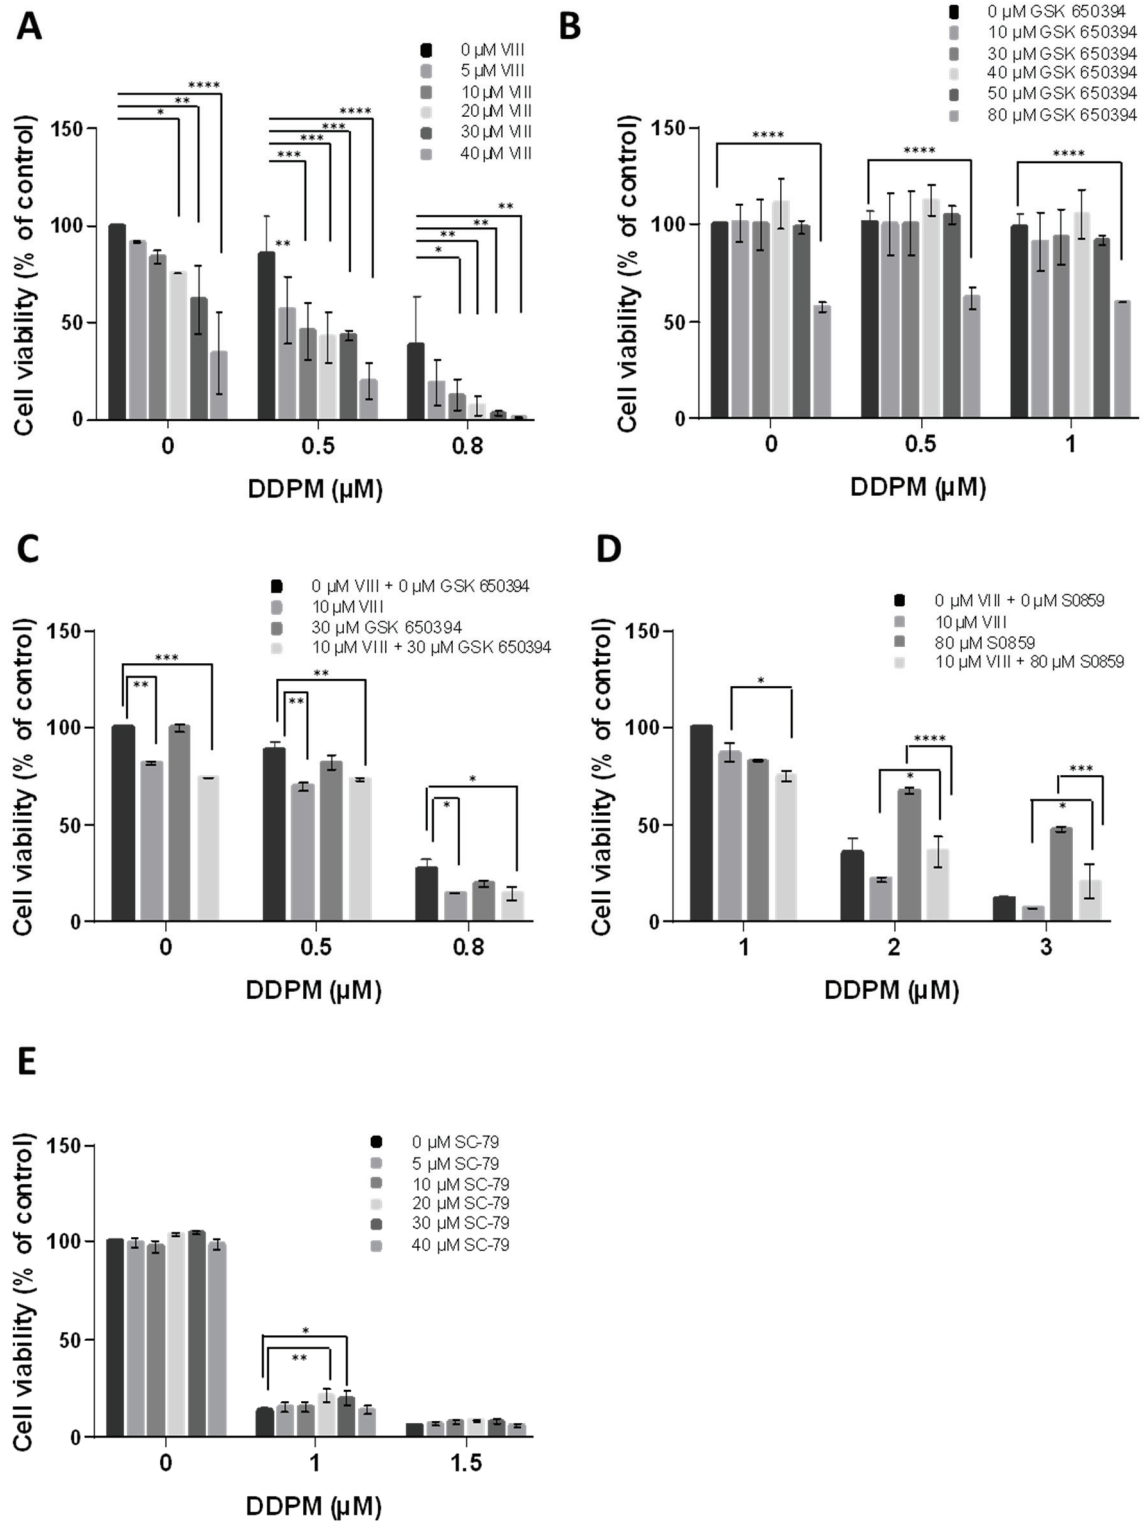 A
0 µM VIII
5 µM VIII
10 µM VIII
20 µM VIII
30 µM VIII
40 µM VIII
****
**
*
****
***
***
***
**
**
**
**
*
150
100
50
0
Cell viability (% of control)
0
0.5
0.8
DDPM (µM)
B
0 µM GSK 650394
10 µM GSK 650394
30 µM GSK 650394
40 µM GSK 650394
50 µM GSK 650394
80 µM GSK 650394
****
****
****
150
100
50
0
Cell viability (% of control)
0
0.5
1
DDPM (µM)
C
0 µM VIII + 0 µM GSK 650394
10 µM VIII
30 µM GSK 650394
10 µM VIII + 30 µM GSK 650394
***
**
**
**
*
*
150
100
50
0
Cell viability (% of control)
0
0.5
0.8
DDPM (µM)
D
0 µM VIII + 0 µM S0859
10 µM VIII
80 µM S0859
10 µM VIII + 80 µM S0859
*
****
*
***
*
150
100
50
0
Cell viability (% of control)
1
2
3
DDPM (µM)
E
0 µM SC-79
5 µM SC-79
10 µM SC-79
20 µM SC-79
30 µM SC-79
40 µM SC-79
*
**
150
100
50
0
Cell viability (% of control)
0
1
1.5
DDPM (µM)